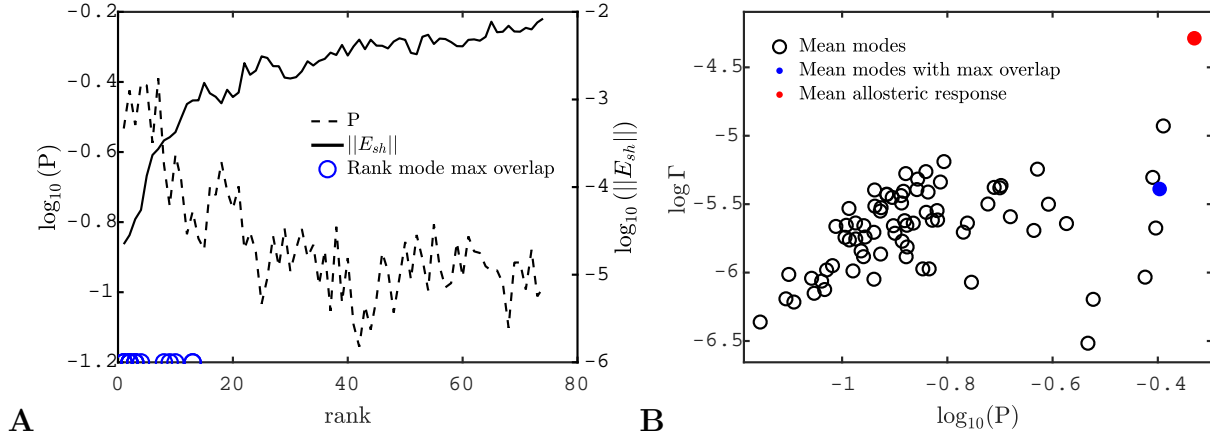 -0.2
-0.4
-0.6
-0.8
-1
-1.2
log₁₀(P)
P
||E_sh||
Rank mode max overlap
-2
-3
-4
-5
-6
log₁₀(||E_sh||)
0
20
40
60
80
rank
A
-4.5
-5
-5.5
-6
-6.5
log Γ
Mean modes
Mean modes with max overlap
Mean allosteric response
-1
-0.8
-0.6
-0.4
log₁₀(P)
B